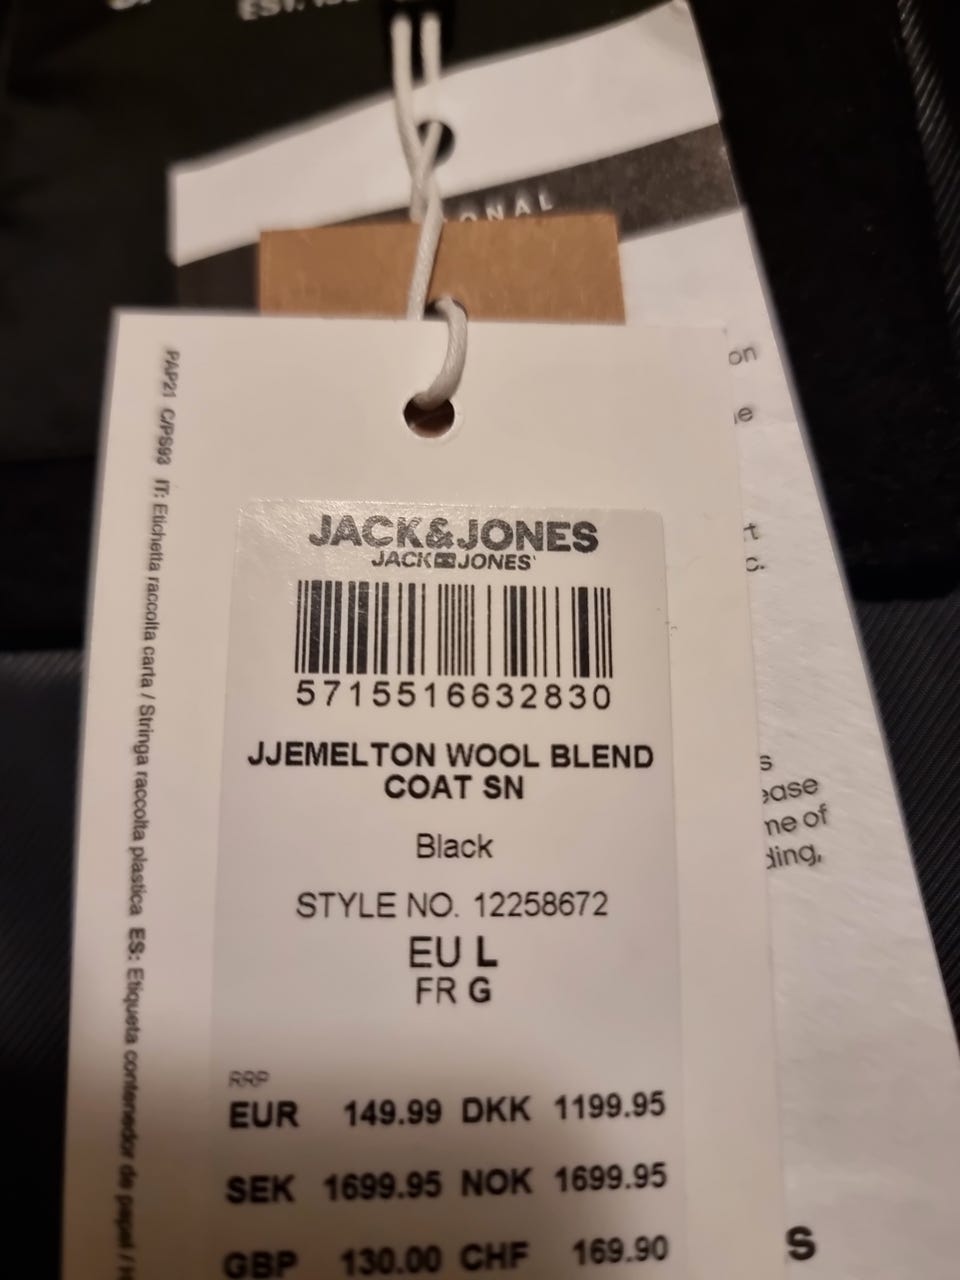 EST.
ONAL
on
PAP21 C/PS93 IT: Etichetta raccolta carta / Stringa raccolta plastica ES: Etiqueta contenedor de papel /
JACK&JONES
JACK JONES
5715516632830
JJEMELTON WOOL BLEND
COAT SN
Black
STYLE NO. 12258672
EU L
FR G
RRP
EUR 149.99 DKK 1199.95
SEK 1699.95 NOK 1699.95
GBP 130.00 CHF 169.90
ease
me of
ding,
S